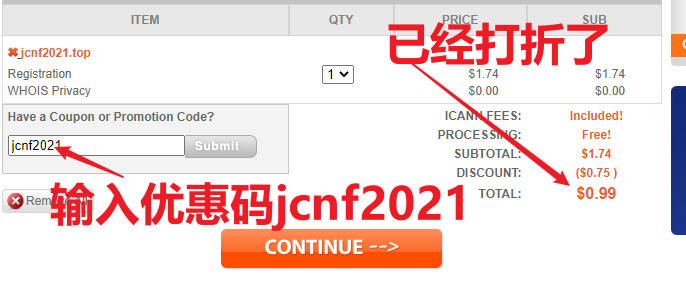 ITEM QTY PRICE SUB
已经打折了
✖ jcnf2021.top
Registration 1 $1.74 $1.74
WHOIS Privacy $0.00 $0.00
Have a Coupon or Promotion Code?
jcnf2021 Submit
ICANN FEES: Included!
PROCESSING: Free!
SUBTOTAL: $1.74
DISCOUNT: ($0.75 )
TOTAL: $0.99
输入优惠码jcnf2021
CONTINUE -->